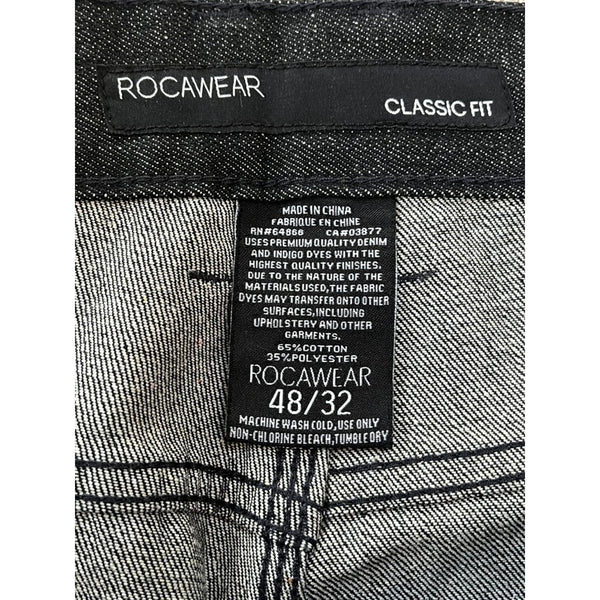 ROCAWEAR
CLASSIC FIT
MADE IN CHINA
FABRIQUE EN CHINE
RN#64866 CA#03877
USES PREMIUM QUALITY DENIM
AND INDIGO DYES WITH THE
HIGHEST QUALITY FINISHES.
DUE TO THE NATURE OF THE
MATERIALS USED, THE FABRIC
DYES MAY TRANSFER ONTO OTHER
SURFACES, INCLUDING
UPHOLSTERY AND OTHER
GARMENTS.
65%COTTON
35%POLYESTER
ROCAWEAR
48/32
MACHINE WASH COLD, USE ONLY
NON-CHLORINE BLEACH, TUMBLE DRY